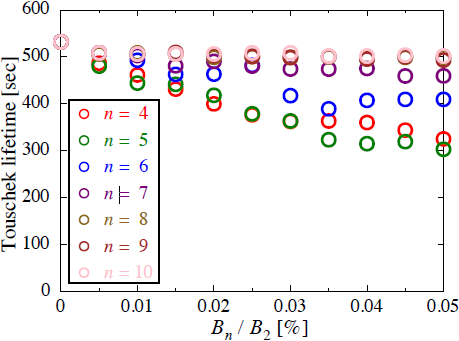 600
500
400
300
200
100
0
Touschek lifetime [sec]
n = 4
n = 5
n = 6
n = 7
n = 8
n = 9
n = 10
0 0.01 0.02 0.03 0.04 0.05
Bn / B2 [%]